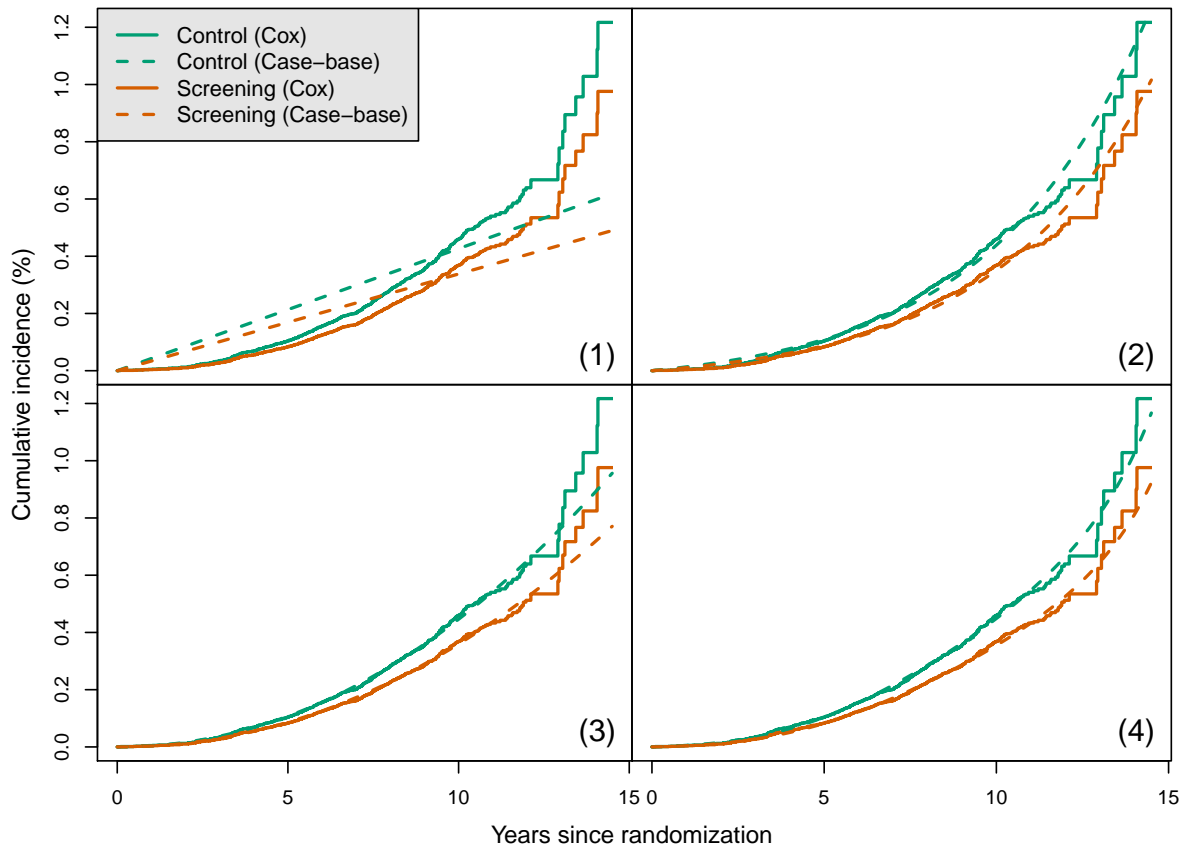 Control (Cox)
Control (Case−base)
Screening (Cox)
Screening (Case−base)
1.2
1.0
0.8
0.6
0.4
0.2
0.0
(1)
(2)
Cumulative incidence (%)
1.2
1.0
0.8
0.6
0.4
0.2
0.0
(3)
(4)
0 5 10 15 0 5 10 15
Years since randomization